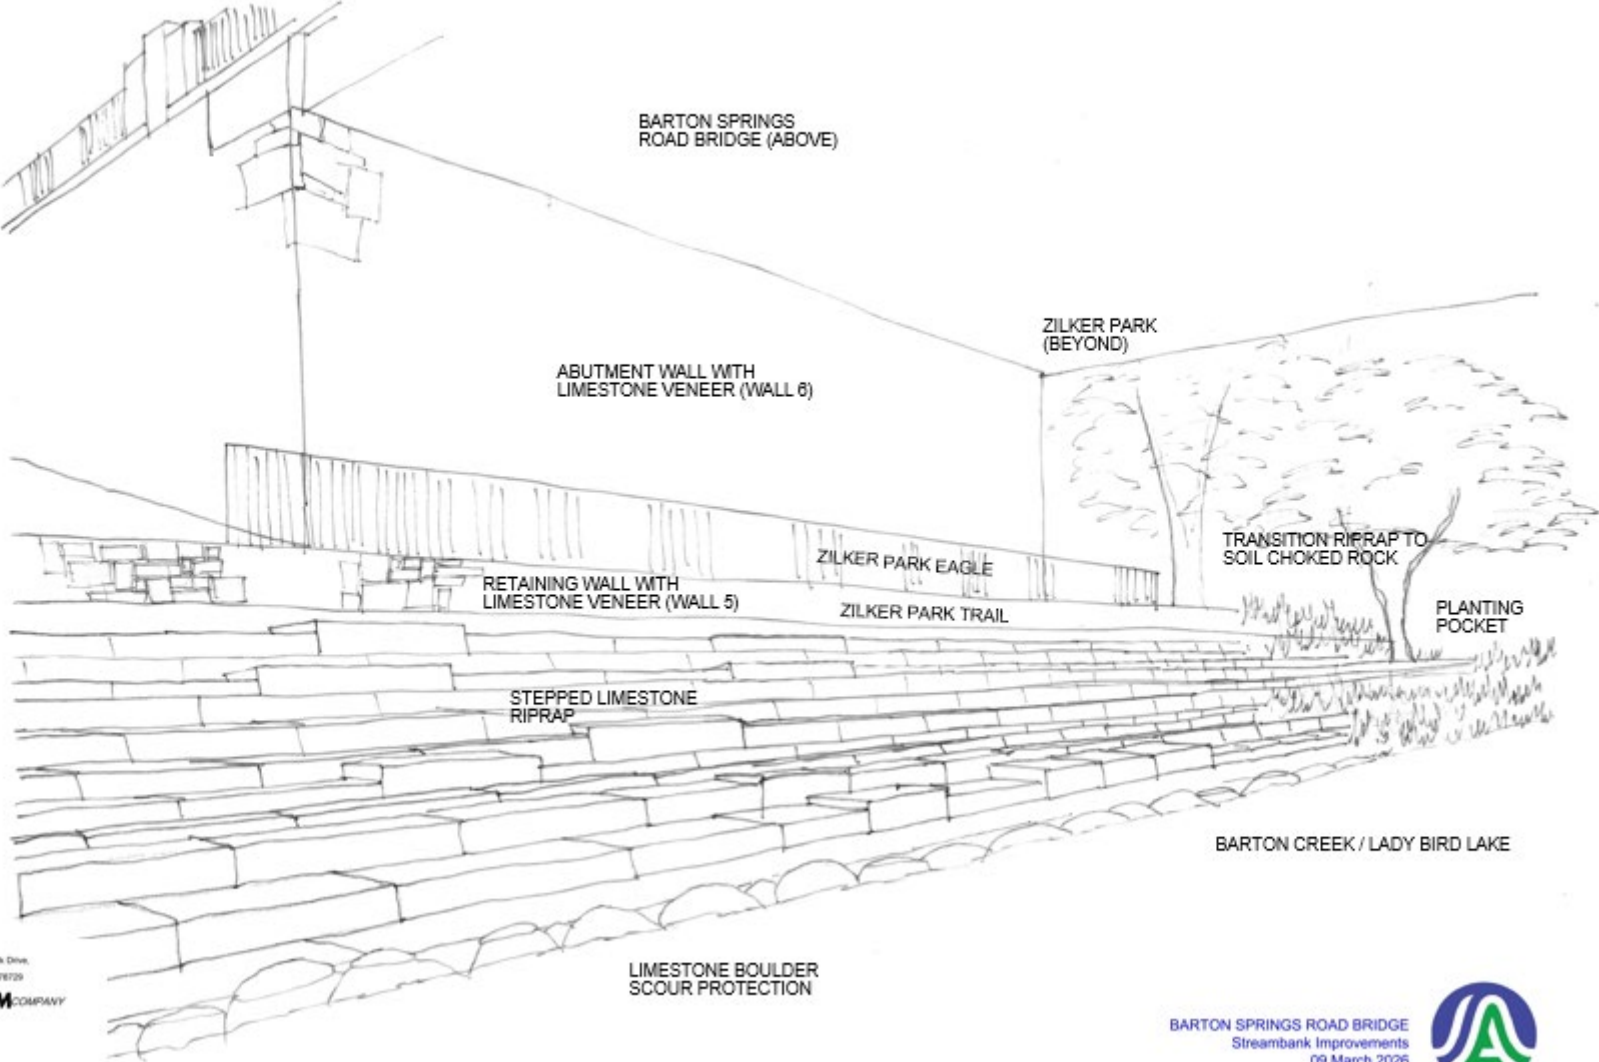 BARTON SPRINGS
ROAD BRIDGE (ABOVE)
ZILKER PARK
(BEYOND)
ABUTMENT WALL WITH
LIMESTONE VENEER (WALL 6)
TRANSITION RIPRAP TO
SOIL CHOKED ROCK
ZILKER PARK EAGLE
RETAINING WALL WITH
LIMESTONE VENEER (WALL 5)
ZILKER PARK TRAIL
PLANTING
POCKET
STEPPED LIMESTONE
RIPRAP
BARTON CREEK / LADY BIRD LAKE
LIMESTONE BOULDER
SCOUR PROTECTION
Drive,
78729
COMPANY
BARTON SPRINGS ROAD BRIDGE
Streambank Improvements
09 March 2026